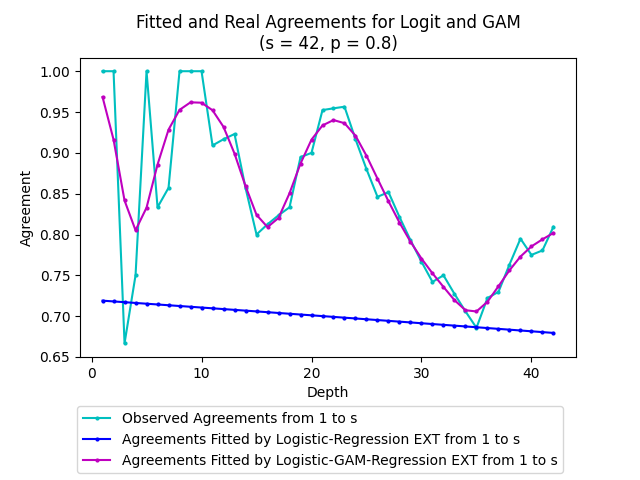 Fitted and Real Agreements for Logit and GAM
(s = 42, p = 0.8)
1.00
0.95
0.90
0.85
0.80
0.75
0.70
0.65
Agreement
0
10
20
30
40
Depth
Observed Agreements from 1 to s
Agreements Fitted by Logistic-Regression EXT from 1 to s
Agreements Fitted by Logistic-GAM-Regression EXT from 1 to s